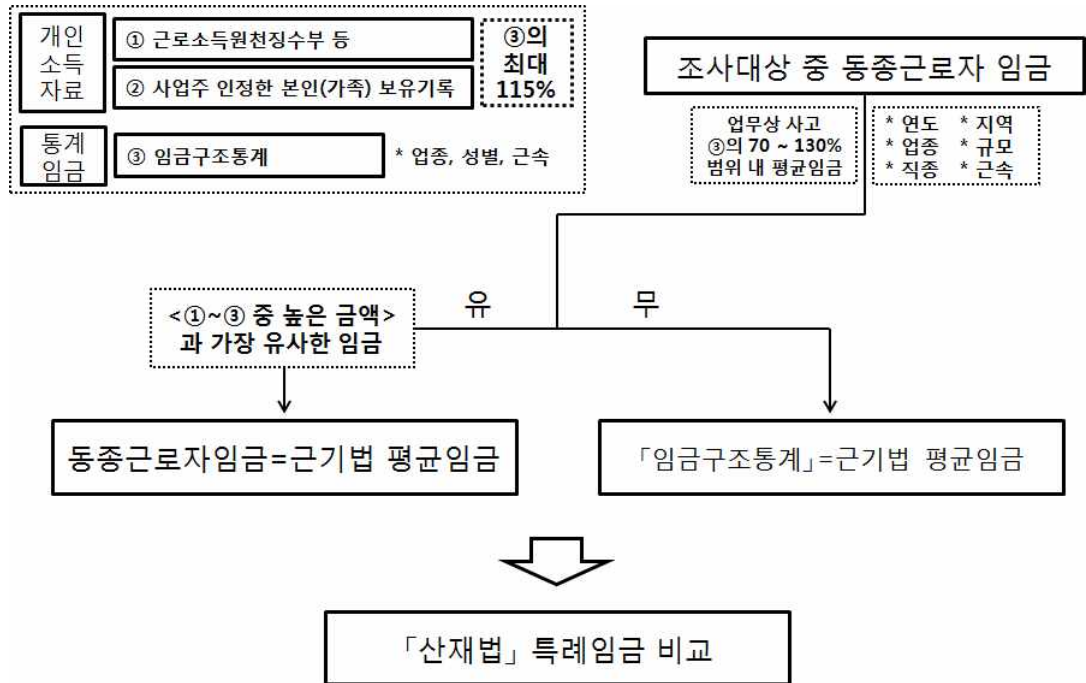 개인
소득
자료
① 근로소득원천징수부 등
② 사업주 인정한 본인(가족) 보유기록
③의
최대
115%
통계
임금
③ 임금구조통계
* 업종, 성별, 근속
조사대상 중 동종근로자 임금
업무상 사고
③의 70 ~ 130%
범위 내 평균임금
* 연도 * 지역
* 업종 * 규모
* 직종 * 근속
유
무
<①~③ 중 높은 금액>
과 가장 유사한 임금
동종근로자임금=근기법 평균임금
「임금구조통계」=근기법 평균임금
「산재법」 특례임금 비교